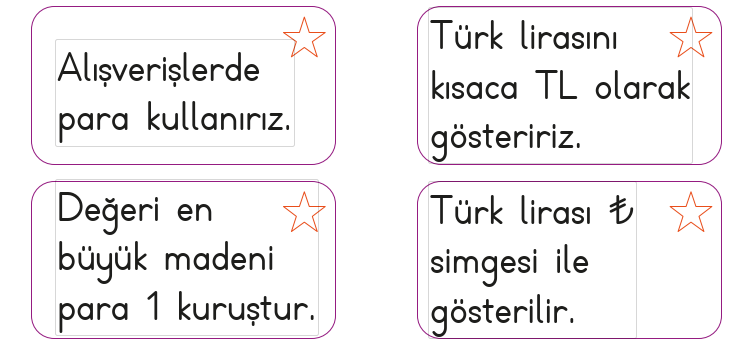 Alışverişlerde
para kullanırız.
Türk lirasını
kısaca TL olarak
gösteririz.
Değeri en
büyük madeni
para 1 kuruştur.
Türk lirası ₺
simgesi ile
gösterilir.